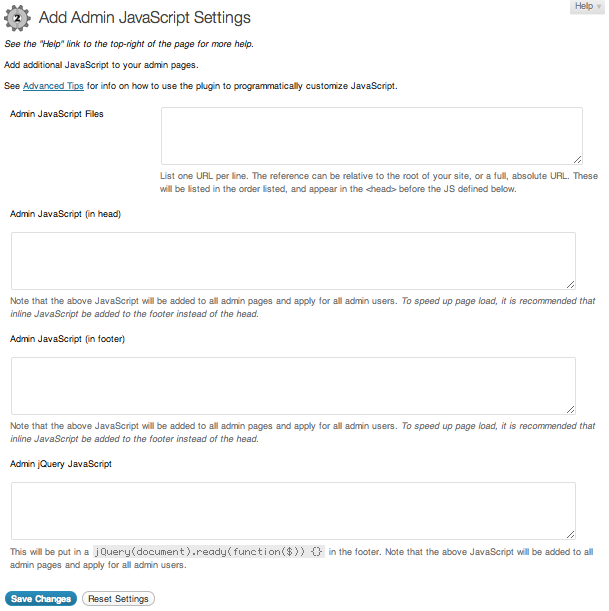 Help
2
Add Admin JavaScript Settings
See the "Help" link to the top-right of the page for more help.
Add additional JavaScript to your admin pages.
See Advanced Tips for info on how to use the plugin to programmatically customize JavaScript.
Admin JavaScript Files
List one URL per line. The reference can be relative to the root of your site, or a full, absolute URL. These
will be listed in the order listed, and appear in the <head> before the JS defined below.
Admin JavaScript (in head)
Note that the above JavaScript will be added to all admin pages and apply for all admin users. To speed up page load, it is recommended that
inline JavaScript be added to the footer instead of the head.
Admin JavaScript (in footer)
Note that the above JavaScript will be added to all admin pages and apply for all admin users. To speed up page load, it is recommended that
inline JavaScript be added to the footer instead of the head.
Admin jQuery JavaScript
This will be put in a jQuery(document).ready(function($)) {} in the footer. Note that the above JavaScript will be added to all
admin pages and apply for all admin users.
Save Changes Reset Settings